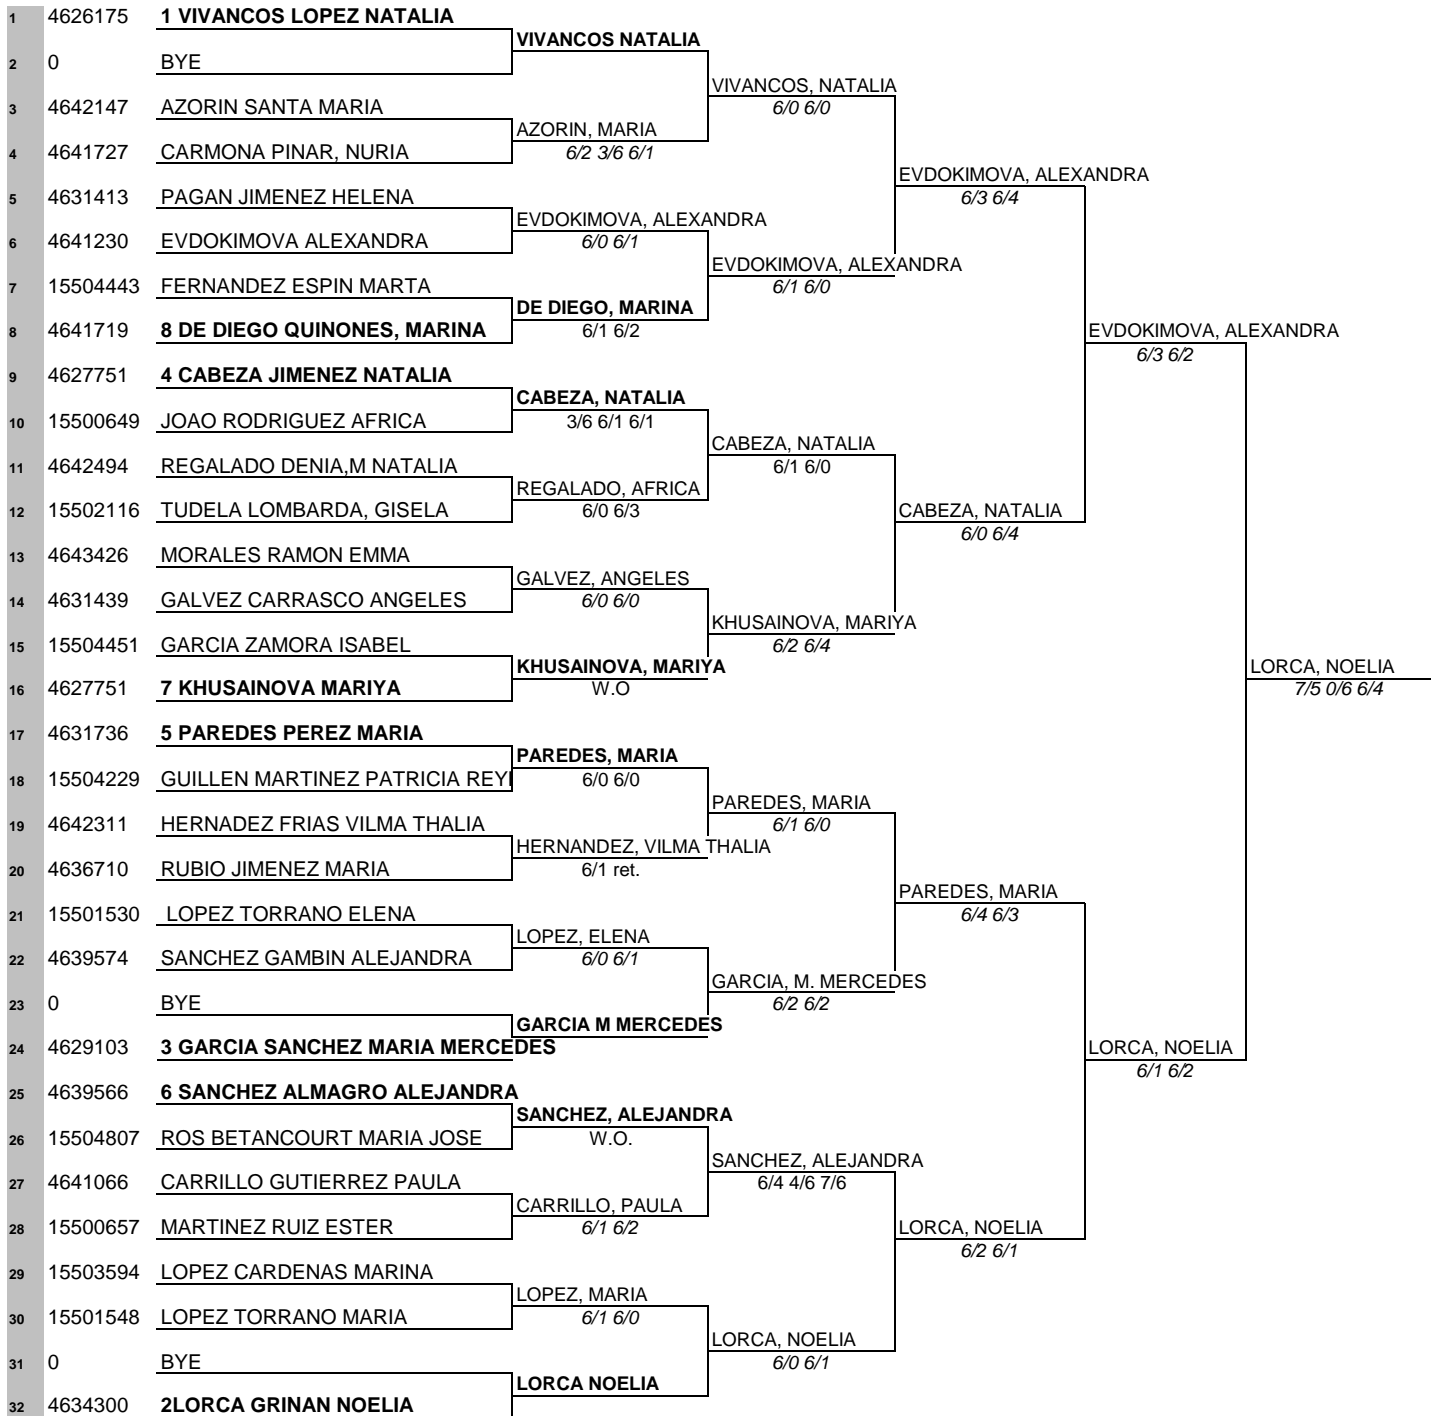 1 4626175 1 VIVANCOS LOPEZ NATALIA
VIVANCOS NATALIA
2 0 BYE
VIVANCOS, NATALIA
6/0 6/0
3 4642147 AZORIN SANTA MARIA
AZORIN, MARIA
6/2 3/6 6/1
4 4641727 CARMONA PINAR, NURIA
EVDOKIMOVA, ALEXANDRA
6/3 6/4
5 4631413 PAGAN JIMENEZ HELENA
EVDOKIMOVA, ALEXANDRA
6/0 6/1
6 4641230 EVDOKIMOVA ALEXANDRA
EVDOKIMOVA, ALEXANDRA
6/1 6/0
7 15504443 FERNANDEZ ESPIN MARTA
DE DIEGO, MARINA
6/1 6/2
8 4641719 8 DE DIEGO QUINONES, MARINA
EVDOKIMOVA, ALEXANDRA
6/3 6/2
9 4627751 4 CABEZA JIMENEZ NATALIA
CABEZA, NATALIA
3/6 6/1 6/1
10 15500649 JOAO RODRIGUEZ AFRICA
CABEZA, NATALIA
6/1 6/0
11 4642494 REGALADO DENIA,M NATALIA
REGALADO, AFRICA
6/0 6/3
12 15502116 TUDELA LOMBARDA, GISELA
CABEZA, NATALIA
6/0 6/4
13 4643426 MORALES RAMON EMMA
GALVEZ, ANGELES
6/0 6/0
14 4631439 GALVEZ CARRASCO ANGELES
KHUSAINOVA, MARIYA
6/2 6/4
15 15504451 GARCIA ZAMORA ISABEL
KHUSAINOVA, MARIYA
W.O
16 4627751 7 KHUSAINOVA MARIYA
LORCA, NOELIA
7/5 0/6 6/4
17 4631736 5 PAREDES PEREZ MARIA
PAREDES, MARIA
6/0 6/0
18 15504229 GUILLEN MARTINEZ PATRICIA REYI
PAREDES, MARIA
6/1 6/0
19 4642311 HERNADEZ FRIAS VILMA THALIA
HERNANDEZ, VILMA THALIA
6/1 ret.
20 4636710 RUBIO JIMENEZ MARIA
PAREDES, MARIA
6/4 6/3
21 15501530 LOPEZ TORRANO ELENA
LOPEZ, ELENA
6/0 6/1
22 4639574 SANCHEZ GAMBIN ALEJANDRA
GARCIA, M. MERCEDES
6/2 6/2
23 0 BYE
GARCIA M MERCEDES
24 4629103 3 GARCIA SANCHEZ MARIA MERCEDES
LORCA, NOELIA
6/1 6/2
25 4639566 6 SANCHEZ ALMAGRO ALEJANDRA
SANCHEZ, ALEJANDRA
W.O.
26 15504807 ROS BETANCOURT MARIA JOSE
SANCHEZ, ALEJANDRA
6/4 4/6 7/6
27 4641066 CARRILLO GUTIERREZ PAULA
CARRILLO, PAULA
6/1 6/2
28 15500657 MARTINEZ RUIZ ESTER
LORCA, NOELIA
6/2 6/1
29 15503594 LOPEZ CARDENAS MARINA
LOPEZ, MARIA
6/1 6/0
30 15501548 LOPEZ TORRANO MARIA
LORCA, NOELIA
6/0 6/1
31 0 BYE
LORCA NOELIA
32 4634300 2LORCA GRINAN NOELIA